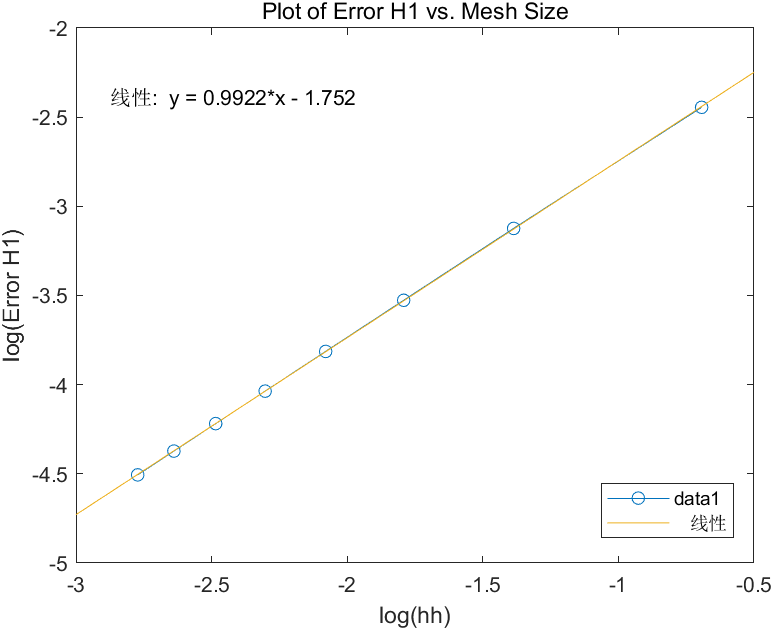 Plot of Error H1 vs. Mesh Size
-2
-2.5
-3
-3.5
-4
-4.5
-5
log(Error H1)
线性: y = 0.9922*x - 1.752
data1
线性
-3
-2.5
-2
-1.5
-1
-0.5
log(hh)